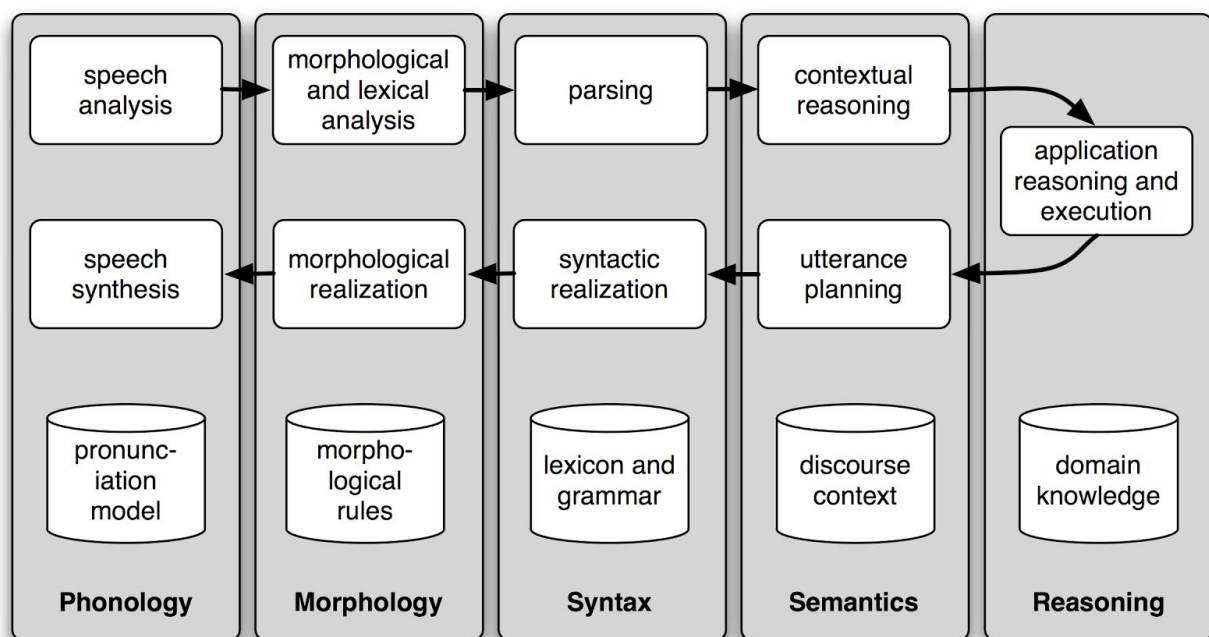 speech
analysis
morphological
and lexical
analysis
parsing
contextual
reasoning
application
reasoning and
execution
speech
synthesis
morphological
realization
syntactic
realization
utterance
planning
pronunc-
iation
model
morpho-
logical
rules
lexicon and
grammar
discourse
context
domain
knowledge
Phonology
Morphology
Syntax
Semantics
Reasoning